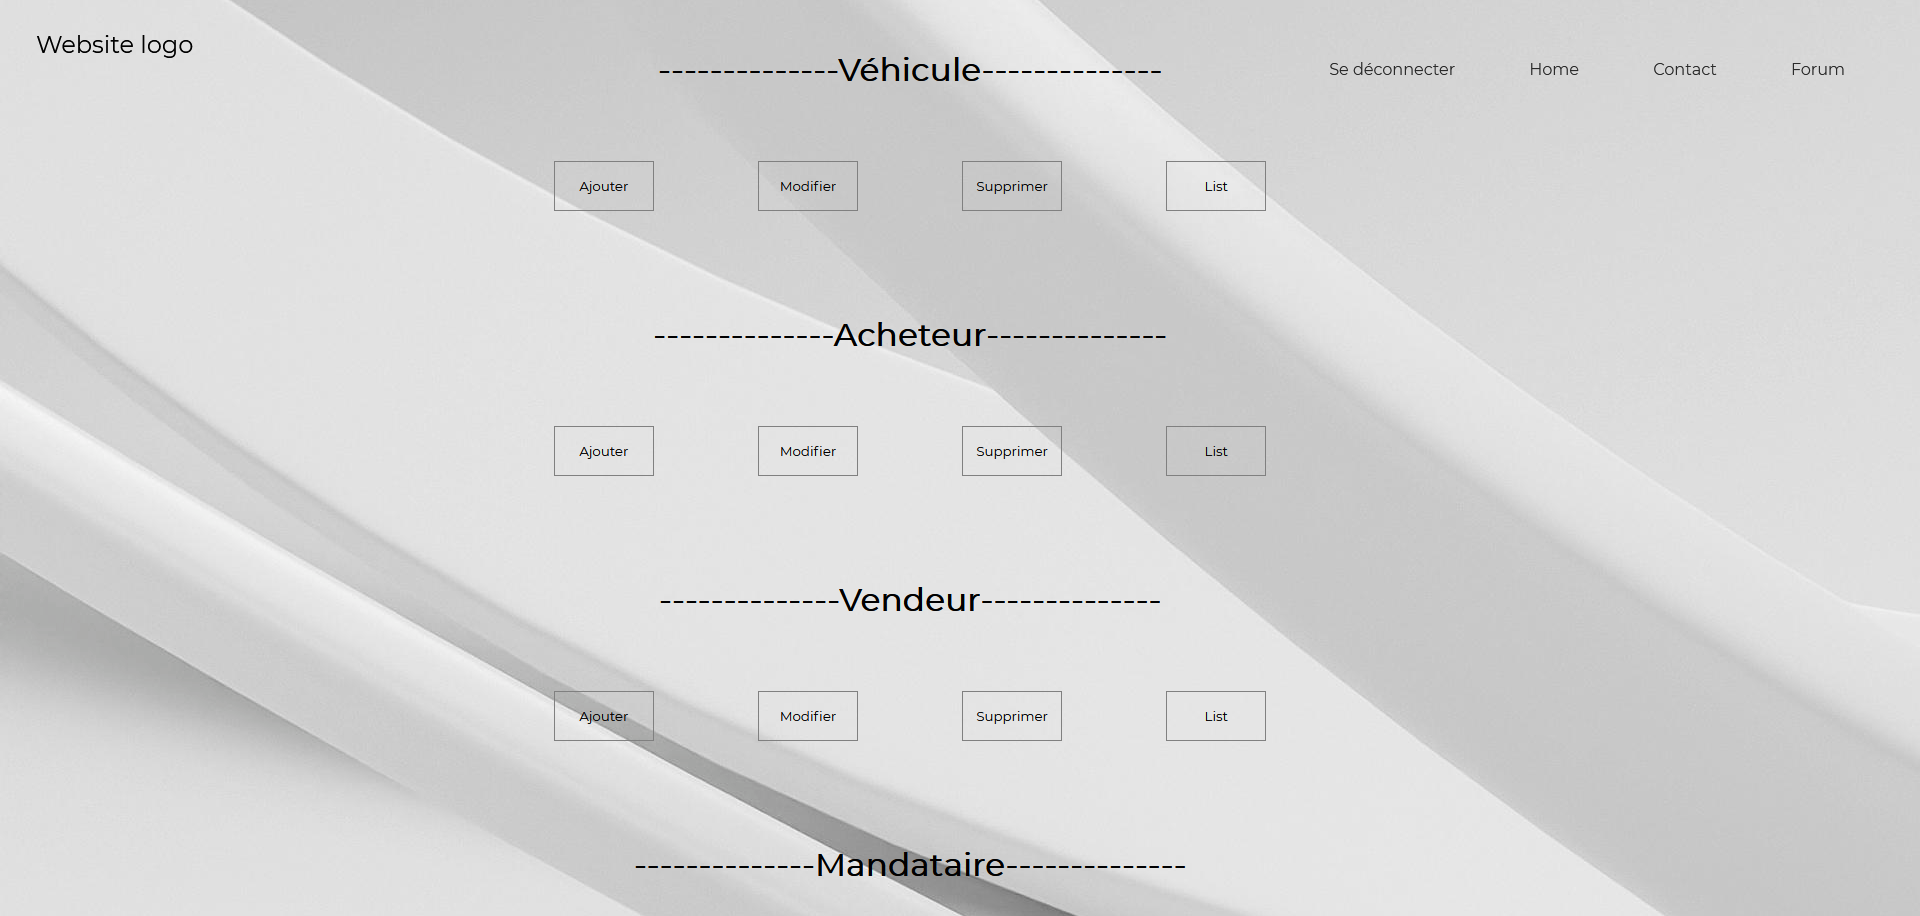 Website logo
--------------Véhicule--------------
Se déconnecter Home Contact Forum
Ajouter Modifier Supprimer List
--------------Acheteur--------------
Ajouter Modifier Supprimer List
--------------Vendeur--------------
Ajouter Modifier Supprimer List
--------------Mandataire--------------